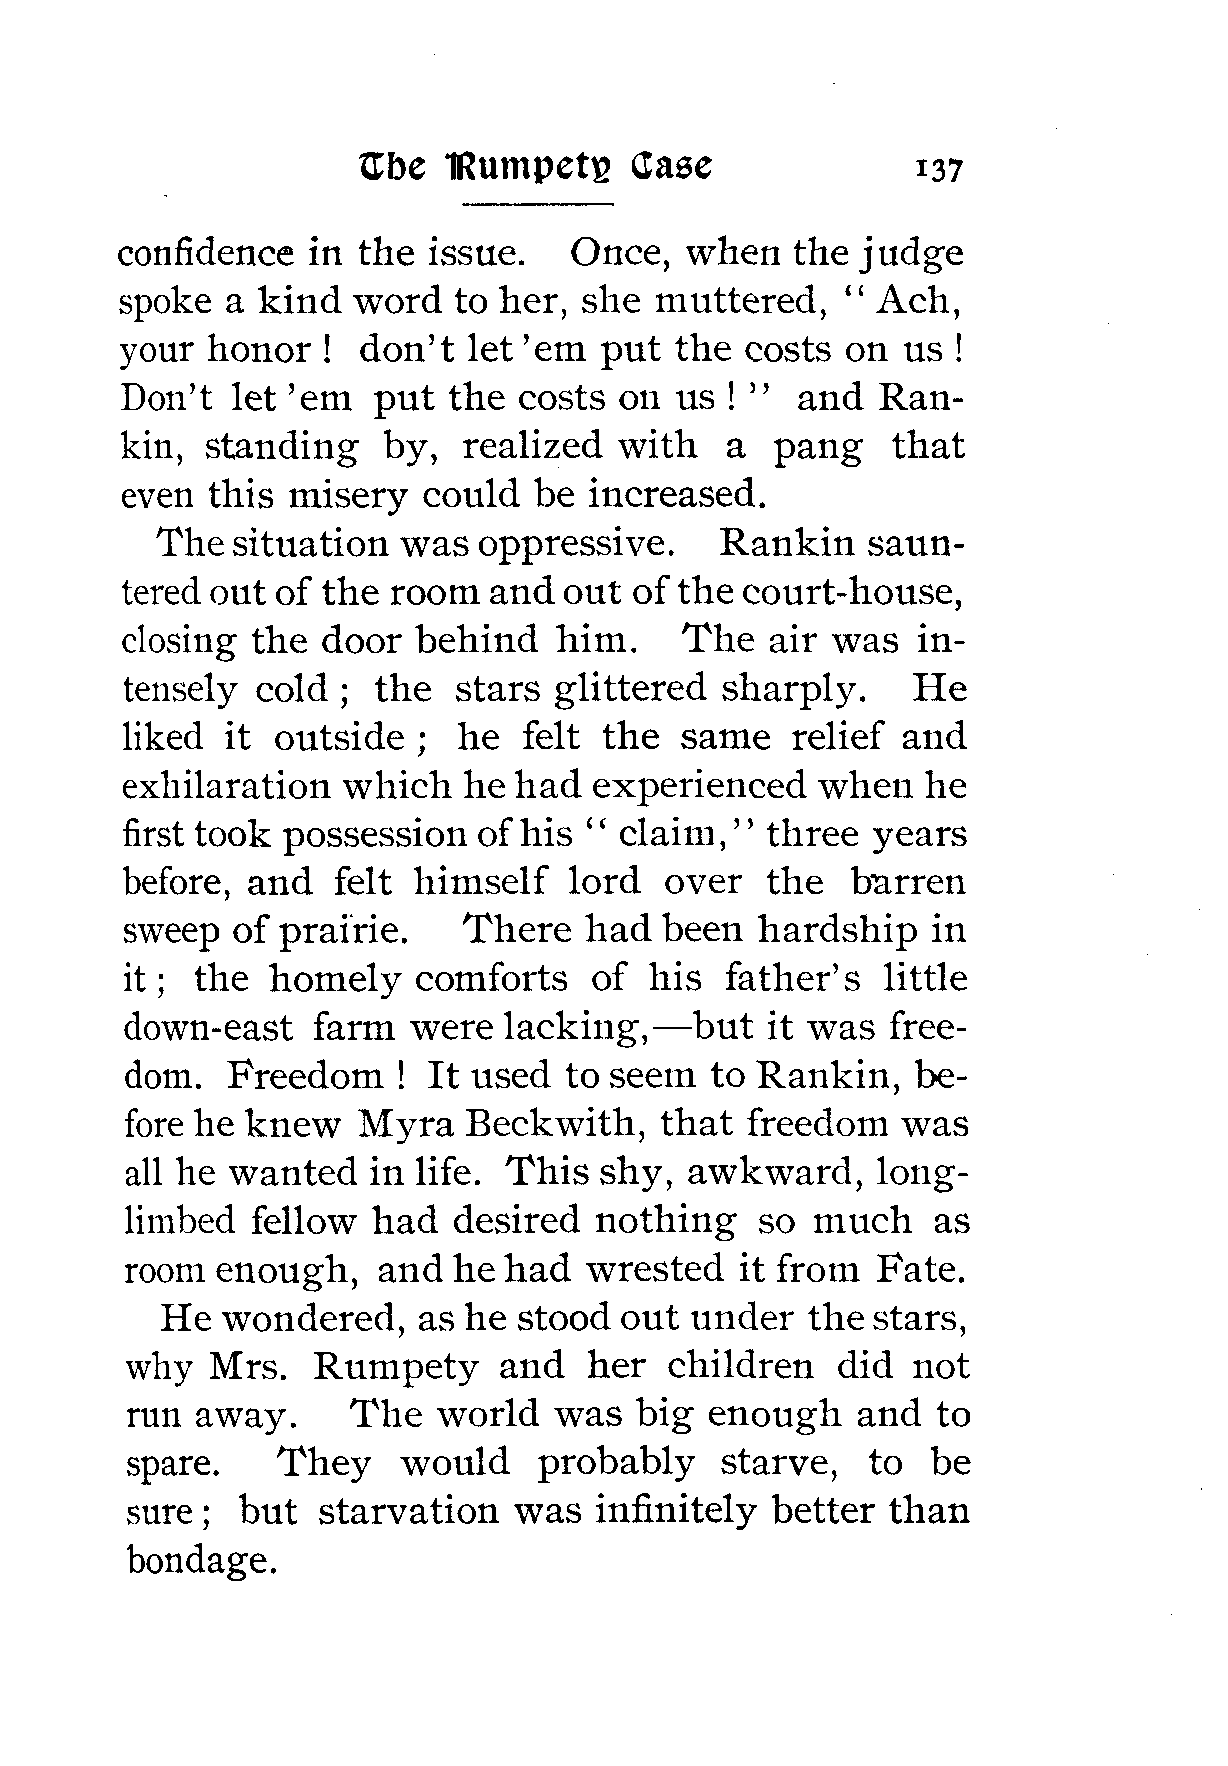 The Rumpety Case 137
confidence in the issue. Once, when the judge
spoke a kind word to her, she muttered, “ Ach,
your honor ! don’t let ’em put the costs on us !
Don’t let ’em put the costs on us ! ” and Ran-
kin, standing by, realized with a pang that
even this misery could be increased.
The situation was oppressive. Rankin saun-
tered out of the room and out of the court-house,
closing the door behind him. The air was in-
tensely cold ; the stars glittered sharply. He
liked it outside ; he felt the same relief and
exhilaration which he had experienced when he
first took possession of his “ claim,” three years
before, and felt himself lord over the barren
sweep of prairie. There had been hardship in
it ; the homely comforts of his father’s little
down-east farm were lacking,—but it was free-
dom. Freedom ! It used to seem to Rankin, be-
fore he knew Myra Beckwith, that freedom was
all he wanted in life. This shy, awkward, long-
limbed fellow had desired nothing so much as
room enough, and he had wrested it from Fate.
He wondered, as he stood out under the stars,
why Mrs. Rumpety and her children did not
run away. The world was big enough and to
spare. They would probably starve, to be
sure ; but starvation was infinitely better than
bondage.